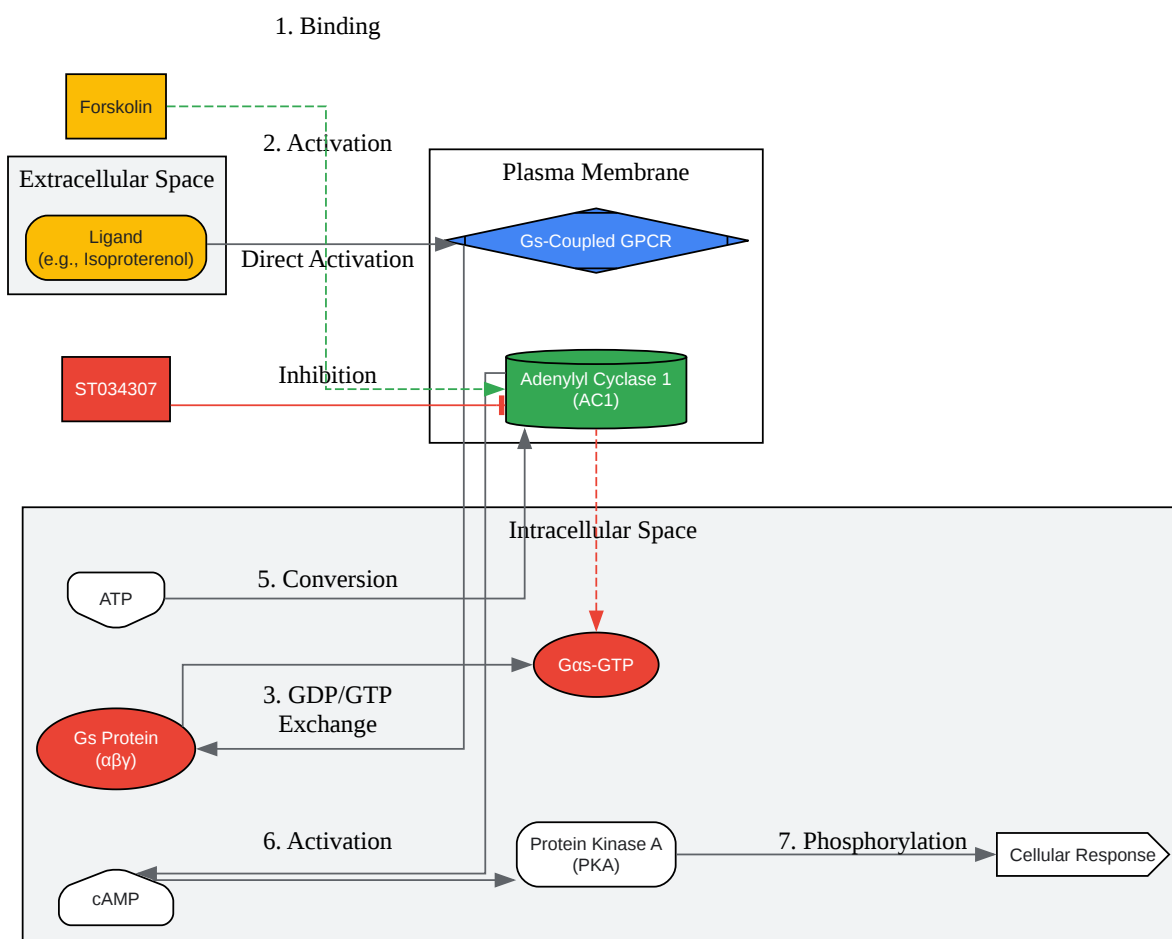 1. Binding
Forskolin
2. Activation
Extracellular Space
Plasma Membrane
Ligand
(e.g., Isoproterenol)
Gs-Coupled GPCR
Direct Activation
ST034307
Inhibition
Adenylyl Cyclase 1
(AC1)
Intracellular Space
ATP
5. Conversion
Gαs-GTP
3. GDP/GTP
Exchange
Gs Protein
(αβγ)
6. Activation
Protein Kinase A
(PKA)
7. Phosphorylation
Cellular Response
cAMP